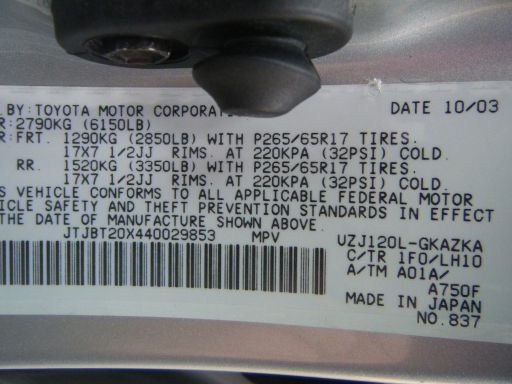 BY: TOYOTA MOTOR CORPORATI DATE 10/03
R: 2790KG (6150LB)
R: FRT. 1290KG (2850LB) WITH P265/65R17 TIRES.
17X7 1/2JJ RIMS. AT 220KPA (32PSI) COLD.
RR. 1520KG (3350LB) WITH P265/65R17 TIRES.
17X7 1/2JJ RIMS. AT 220KPA (32PSI) COLD.
S VEHICLE CONFORMS TO ALL APPLICABLE FEDERAL MOTOR
ICLE SAFETY AND THEFT PREVENTION STANDARDS IN EFFECT
THE DATE OF MANUFACTURE SHOWN ABOVE.
JTJBT20X440029853 MPV UZJ120L-GKAZKA
C/TR 1F0/LH10
A/TM A01A/
A750F
MADE IN JAPAN
NO.837